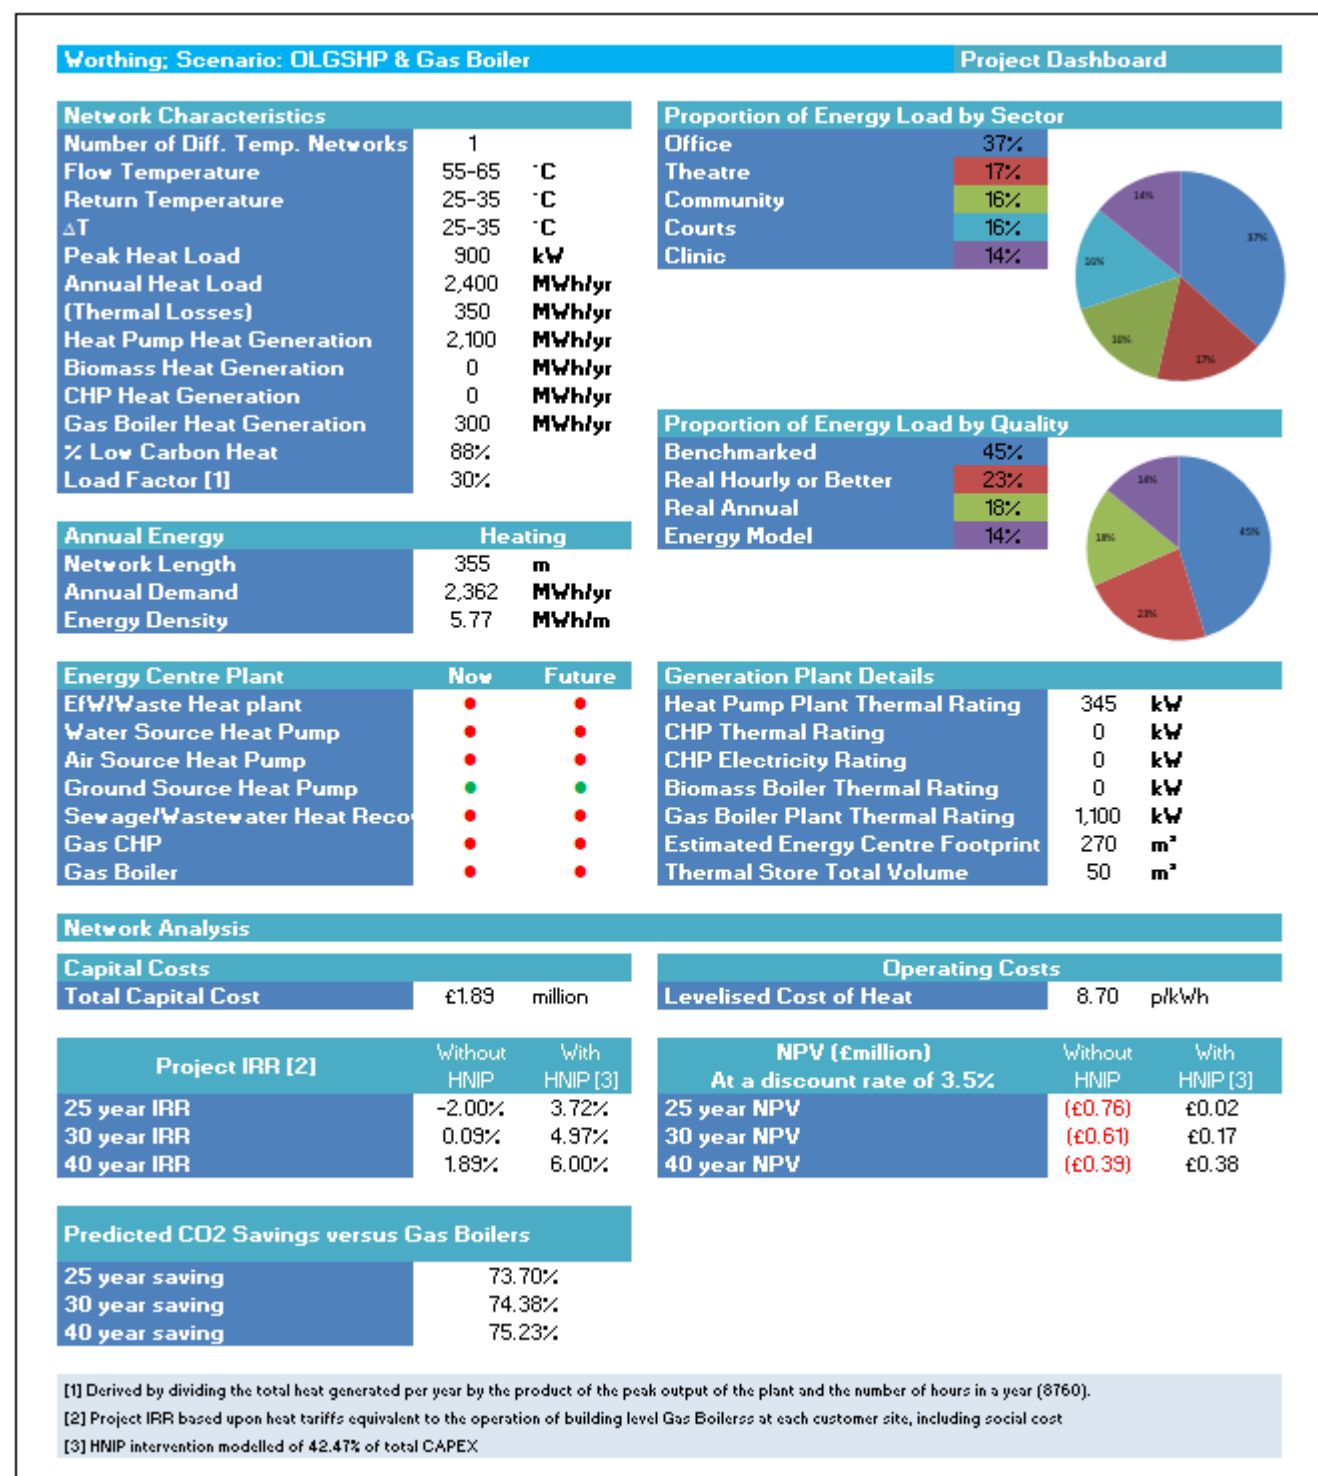 Worthing; Scenario: OLGSHP & Gas Boiler Project Dashboard
Network Characteristics
Number of Diff. Temp. Networks 1
Flow Temperature 55-65 °C
Return Temperature 25-35 °C
ΔT 25-35 °C
Peak Heat Load 900 kW
Annual Heat Load 2,400 MWh/yr
(Thermal Losses) 350 MWh/yr
Heat Pump Heat Generation 2,100 MWh/yr
Biomass Heat Generation 0 MWh/yr
CHP Heat Generation 0 MWh/yr
Gas Boiler Heat Generation 300 MWh/yr
% Low Carbon Heat 88%
Load Factor [1] 30%
Proportion of Energy Load by Sector
Office 37%
Theatre 17%
Community 16%
Courts 16%
Clinic 14%
14%
37%
16%
16%
17%
Proportion of Energy Load by Quality
Benchmarked 45%
Real Hourly or Better 23%
Real Annual 18%
Energy Model 14%
14%
45%
18%
23%
Annual Energy Heating
Network Length 355 m
Annual Demand 2,362 MWh/yr
Energy Density 5.77 MWh/m
Energy Centre Plant Now Future
EfW/Waste Heat plant
Water Source Heat Pump
Air Source Heat Pump
Ground Source Heat Pump
Sewage/Wastewater Heat Reco
Gas CHP
Gas Boiler
Generation Plant Details
Heat Pump Plant Thermal Rating 345 kW
CHP Thermal Rating 0 kW
CHP Electricity Rating 0 kW
Biomass Boiler Thermal Rating 0 kW
Gas Boiler Plant Thermal Rating 1,100 kW
Estimated Energy Centre Footprint 270 m²
Thermal Store Total Volume 50 m³
Network Analysis
Capital Costs
Total Capital Cost £1.89 million
Operating Costs
Levelised Cost of Heat 8.70 p/kWh
Project IRR [2] Without HNIP With HNIP [3]
25 year IRR -2.00% 3.72%
30 year IRR 0.09% 4.97%
40 year IRR 1.89% 6.00%
NPV (£million) Without With
At a discount rate of 3.5% HNIP HNIP [3]
25 year NPV (£0.76) £0.02
30 year NPV (£0.61) £0.17
40 year NPV (£0.39) £0.38
Predicted CO2 Savings versus Gas Boilers
25 year saving 73.70%
30 year saving 74.38%
40 year saving 75.23%
[1] Derived by dividing the total heat generated per year by the product of the peak output of the plant and the number of hours in a year (8760).
[2] Project IRR based upon heat tariffs equivalent to the operation of building level Gas Boilerss at each customer site, including social cost
[3] HNIP intervention modelled of 42.47% of total CAPEX